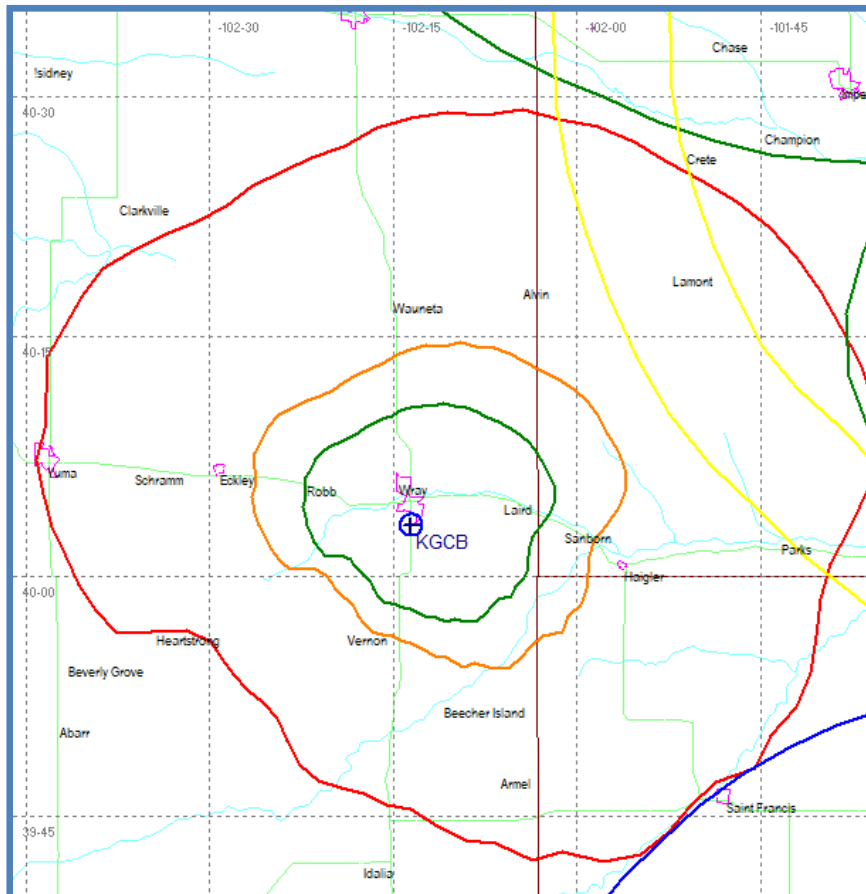 -102-30
-102-15
-102-00
-101-45
Chase
!sidney
40-30
Champion
Crete
Clarkville
Lamont
Alvin
Wauneta
40-15
Yuma
Schramm
Eckley
Robb
Wray
Laird
KGCB
Sanborn
Parks
Haigler
40-00
Heartstrong
Vernon
Beverly Grove
Beecher Island
Abarr
Armel
Saint Francis
39-45
Idalia